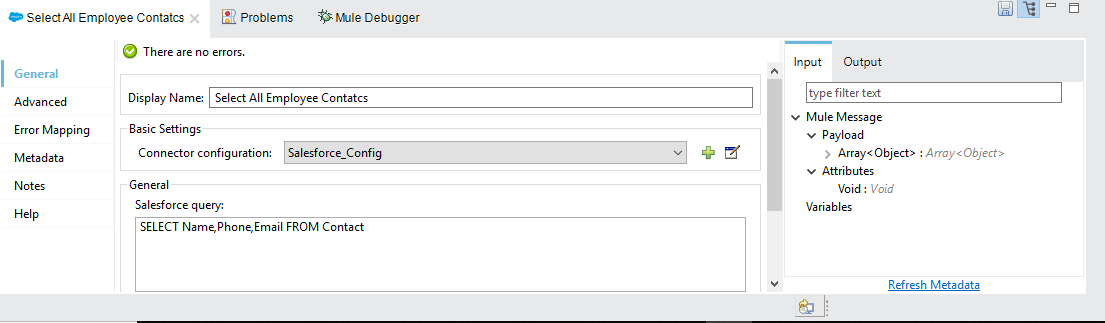 Select All Employee Contatcs
Problems
Mule Debugger
There are no errors.
General
Advanced
Error Mapping
Metadata
Notes
Help
Display Name: Select All Employee Contatcs
Basic Settings
Connector configuration: Salesforce_Config
General
Salesforce query:
SELECT Name,Phone,Email FROM Contact
Input Output
type filter text
Mule Message
Payload
Array<Object> : Array<Object>
Attributes
Void : Void
Variables
Refresh Metadata